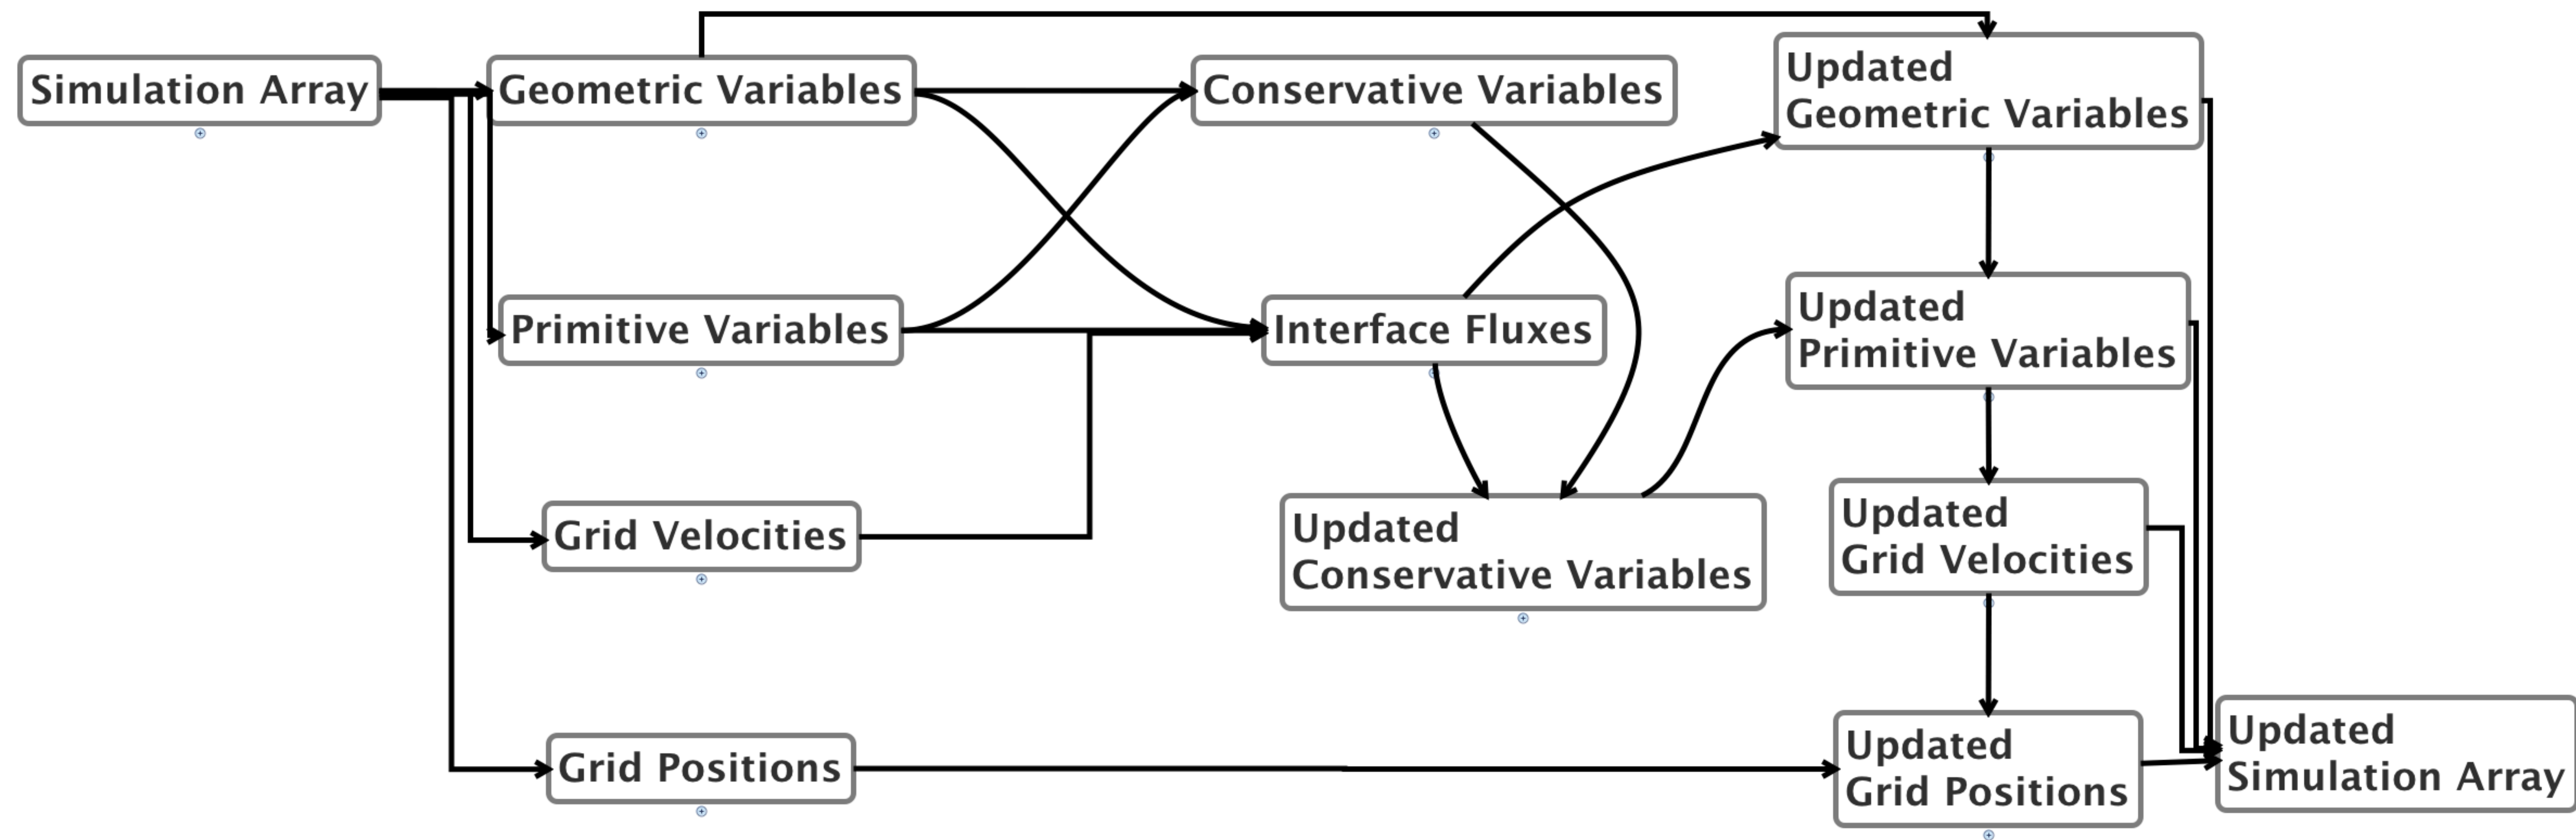 Simulation Array
Geometric Variables
Conservative Variables
Updated
Geometric Variables
Primitive Variables
Interface Fluxes
Updated
Primitive Variables
Grid Velocities
Updated
Conservative Variables
Updated
Grid Velocities
Grid Positions
Updated
Grid Positions
Updated
Simulation Array